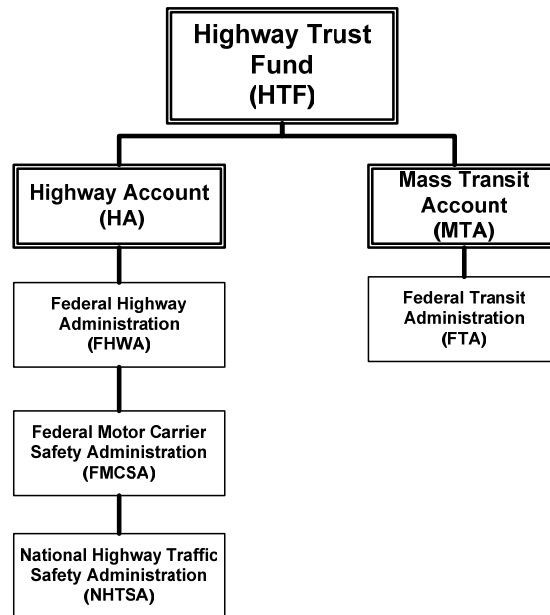 Highway Trust
Fund
(HTF)
Highway Account
(HA)
Mass Transit
Account
(MTA)
Federal Highway
Administration
(FHWA)
Federal Transit
Administration
(FTA)
Federal Motor Carrier
Safety Administration
(FMCSA)
National Highway Traffic
Safety Administration
(NHTSA)